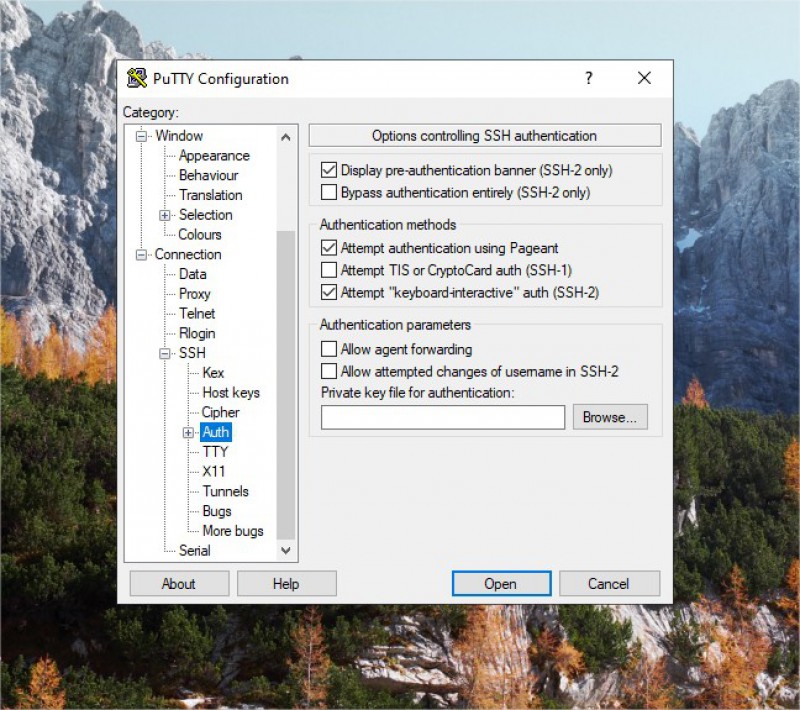 PuTTY Configuration
?
Category:
Window
Appearance
Behaviour
Translation
Selection
Colours
Connection
Data
Proxy
Telnet
Rlogin
SSH
Kex
Host keys
Cipher
Auth
TTY
X11
Tunnels
Bugs
More bugs
Serial
Options controlling SSH authentication
Display pre-authentication banner (SSH-2 only)
Bypass authentication entirely (SSH-2 only)
Authentication methods
Attempt authentication using Pageant
Attempt TIS or CryptoCard auth (SSH-1)
Attempt "keyboard-interactive" auth (SSH-2)
Authentication parameters
Allow agent forwarding
Allow attempted changes of username in SSH-2
Private key file for authentication:
Browse...
About
Help
Open
Cancel